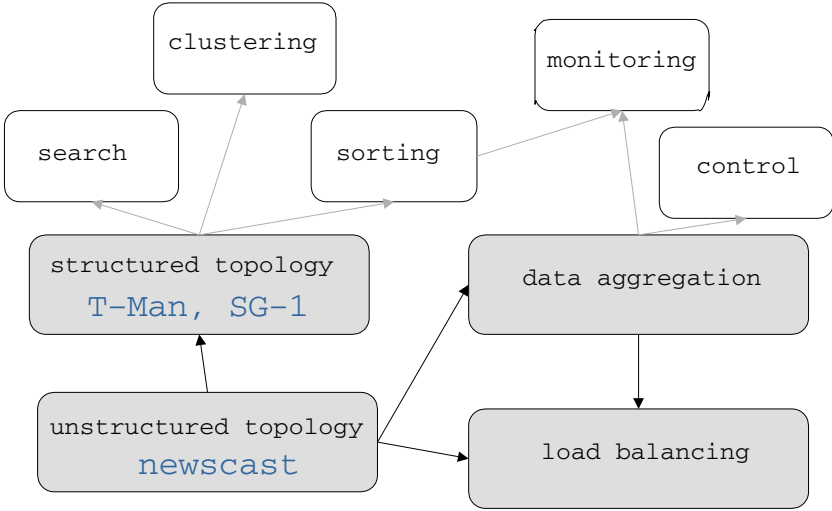 clustering
monitoring
search
sorting
control
structured topology
T-Man, SG-1
data aggregation
unstructured topology
newscast
load balancing